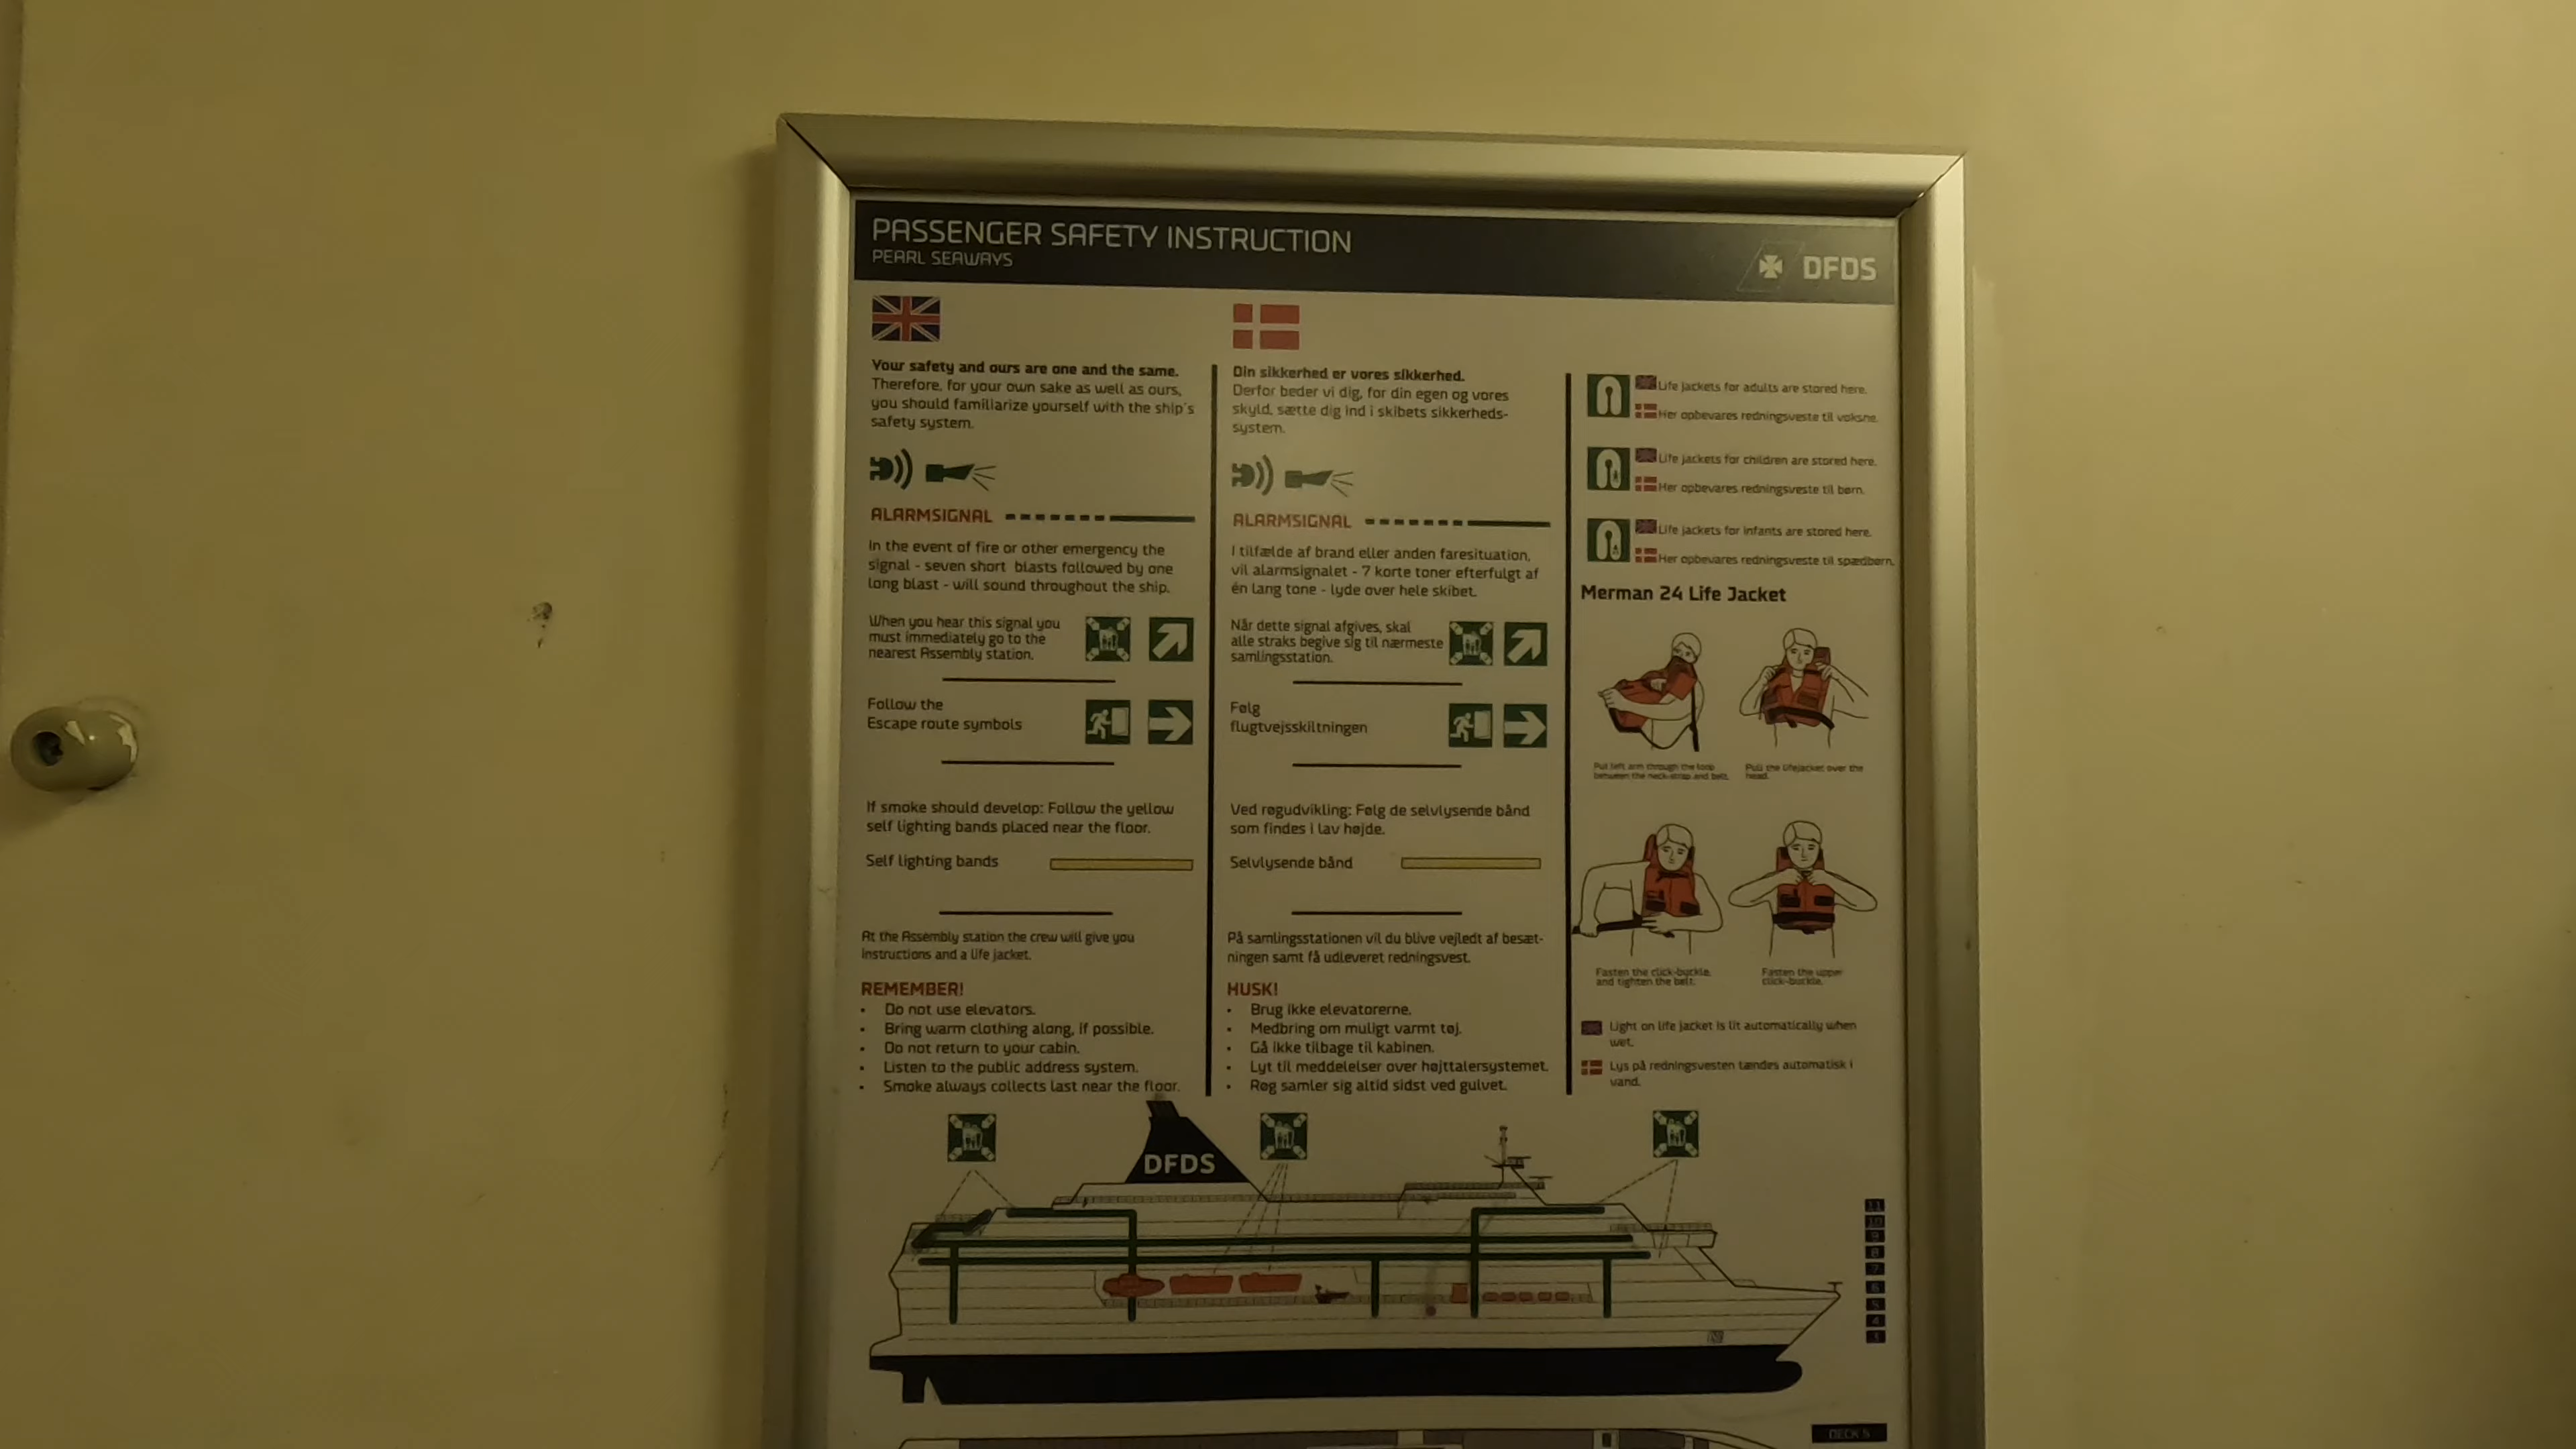 PASSENGER SAFETY INSTRUCTION
PEARL SEAWAYS
DFDS
Your safety and ours are one and the same.
Therefore, for your own sake as well as ours,
you should familiarize yourself with the ship's
safety system.
ALARMSIGNAL
In the event of fire or other emergency the
signal - seven short blasts followed by one
long blast - will sound throughout the ship.
When you hear this signal you
must immediately go to the
nearest Assembly station.
Follow the
Escape route symbols
If smoke should develop: Follow the yellow
self lighting bands placed near the floor.
Self lighting bands
At the Assembly station the crew will give you
instructions and a life jacket.
REMEMBER!
• Do not use elevators.
• Bring warm clothing along, if possible.
• Do not return to your cabin.
• Listen to the public address system.
• Smoke always collects last near the floor.
Din sikkerhed er vores sikkerhed.
Derfor beder vi dig, for din egen og vores
skyld, sætte dig ind i skibets sikkerheds-
system.
ALARMSIGNAL
I tilfælde af brand eller anden faresituation,
vil alarmsignalet - 7 korte toner efterfulgt af
én lang tone - lyde over hele skibet.
Når dette signal afgives, skal
alle straks begive sig til nærmeste
samlingsstation.
Følg
flugtvejsskiltningen
Ved røgudvikling: Følg de selvlysende bånd
som findes i lav højde.
Selvlysende bånd
På samlingsstationen vil du blive vejledt af besæt-
ningen samt få udleveret redningsvest.
HUSK!
• Brug ikke elevatorerne.
• Medbring om muligt varmt tøj.
• Gå ikke tilbage til kabinen.
• Lyt til meddelelser over højttalersystemet.
• Røg samler sig altid sidst ved gulvet.
Life jackets for adults are stored here.
Her opbevares redningsveste til voksne.
Life jackets for children are stored here.
Her opbevares redningsveste til børn.
Life jackets for infants are stored here.
Her opbevares redningsveste til spædbørn.
Merman 24 Life Jacket
Put left arm through the loop
between the neck-strap and belt.
Pull the lifejacket over the
head.
Fasten the click-buckle,
and tighten the belt.
Fasten the upper
click-buckle.
Light on life jacket is lit automatically when
wet.
Lys på redningsvesten tændes automatisk i
vand.
DFDS
11
10
9
8
7
6
5
4
3
DECK 5